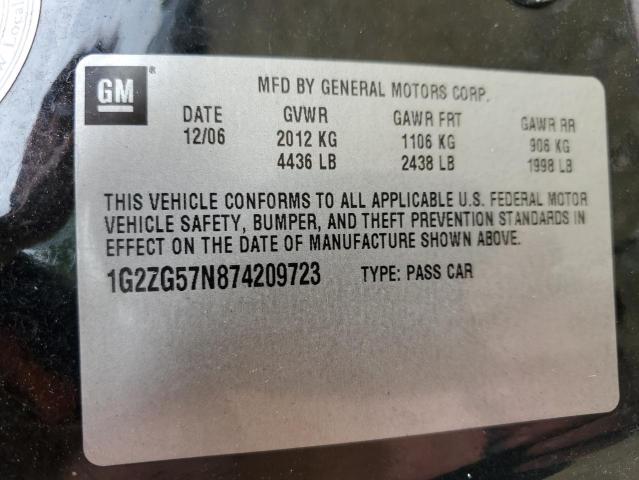 w Local
GM ® MFD BY GENERAL MOTORS CORP.
DATE GVWR GAWR FRT GAWR RR
12/06 2012 KG 1106 KG 906 KG
4436 LB 2438 LB 1998 LB
THIS VEHICLE CONFORMS TO ALL APPLICABLE U.S. FEDERAL MOTOR
VEHICLE SAFETY, BUMPER, AND THEFT PREVENTION STANDARDS IN
EFFECT ON THE DATE OF MANUFACTURE SHOWN ABOVE.
1G2ZG57N874209723 TYPE: PASS CAR